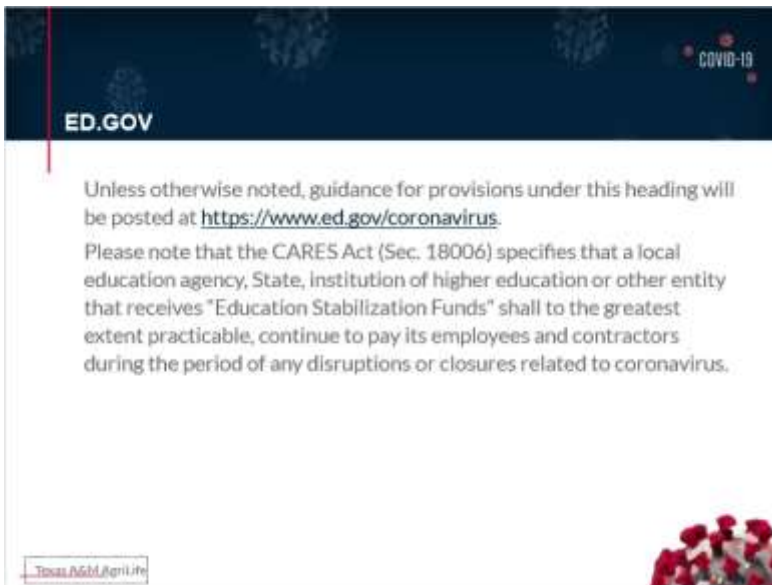 COVID-19
ED.GOV
Unless otherwise noted, guidance for provisions under this heading will
be posted at https://www.ed.gov/coronavirus.
Please note that the CARES Act (Sec. 18006) specifies that a local
education agency, State, institution of higher education or other entity
that receives "Education Stabilization Funds" shall to the greatest
extent practicable, continue to pay its employees and contractors
during the period of any disruptions or closures related to coronavirus.
Texas A&M AgriLife